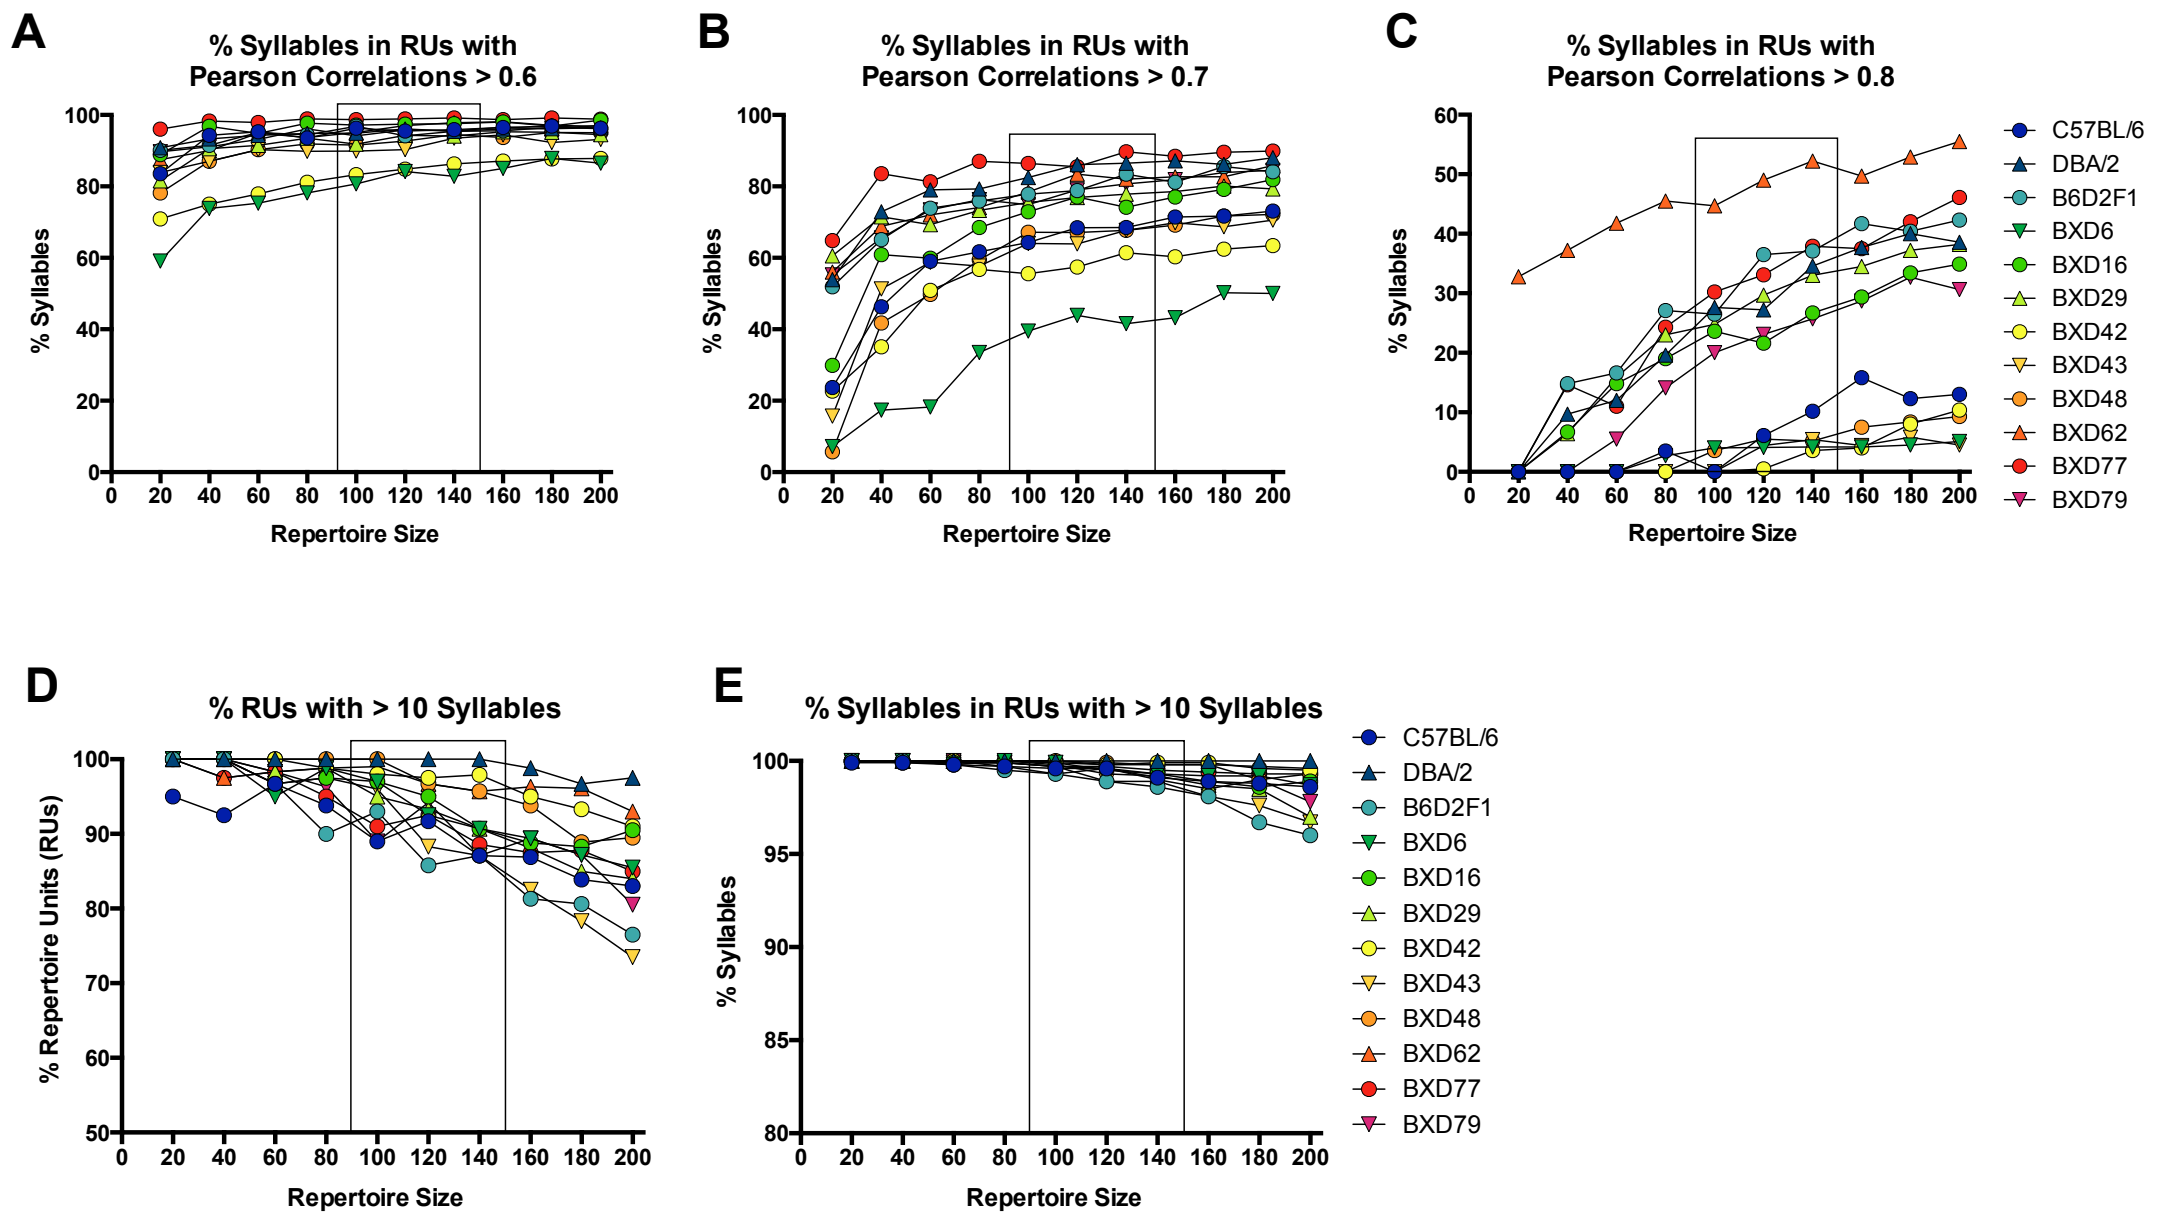 A
% Syllables in RUs with
Pearson Correlations > 0.6
100
80
60
40
20
0
% Syllables
0 20 40 60 80 100 120 140 160 180 200
Repertoire Size
B
% Syllables in RUs with
Pearson Correlations > 0.7
100
80
60
40
20
0
% Syllables
0 20 40 60 80 100 120 140 160 180 200
Repertoire Size
C
% Syllables in RUs with
Pearson Correlations > 0.8
60
50
40
30
20
10
0
% Syllables
0 20 40 60 80 100 120 140 160 180 200
Repertoire Size
C57BL/6
DBA/2
B6D2F1
BXD6
BXD16
BXD29
BXD42
BXD43
BXD48
BXD62
BXD77
BXD79
D
% RUs with > 10 Syllables
100
90
80
70
60
50
% Repertoire Units (RUs)
0 20 40 60 80 100 120 140 160 180 200
Repertoire Size
E
% Syllables in RUs with > 10 Syllables
100
95
90
85
80
% Syllables
0 20 40 60 80 100 120 140 160 180 200
Repertoire Size
C57BL/6
DBA/2
B6D2F1
BXD6
BXD16
BXD29
BXD42
BXD43
BXD48
BXD62
BXD77
BXD79